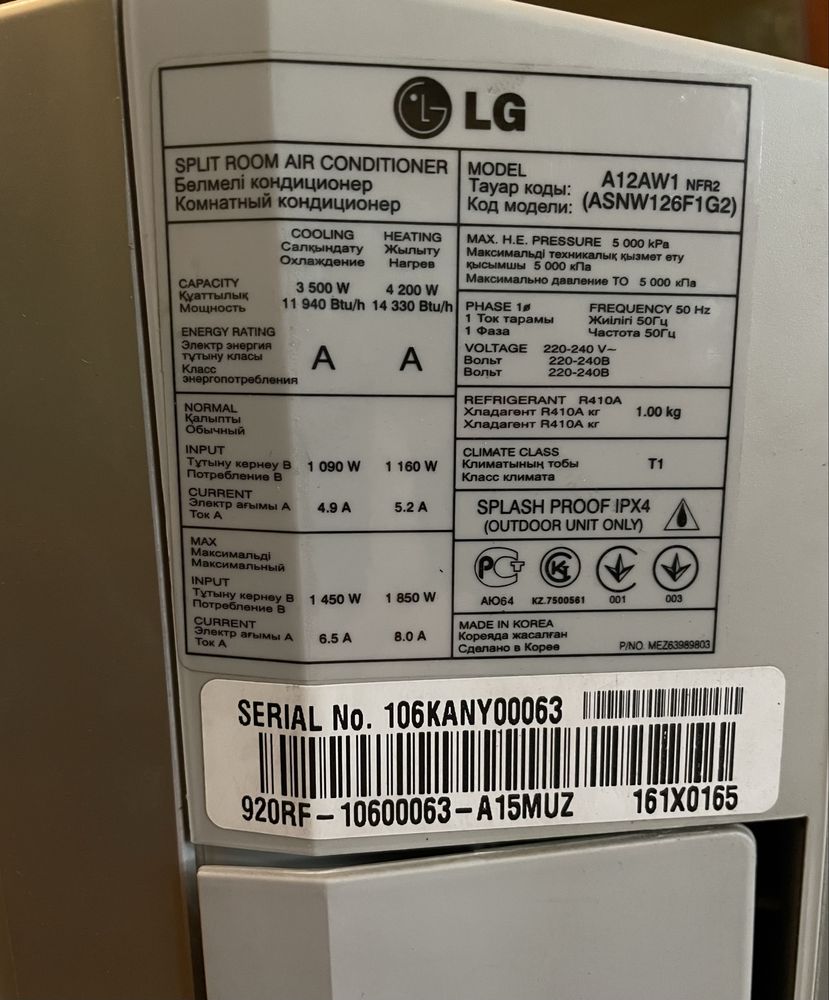 LG
SPLIT ROOM AIR CONDITIONER
Бөлмелі кондиционер
Комнатный кондиционер
MODEL
Тауар коды:
Код модели:
A12AW1 NFR2
(ASNW126F1G2)
COOLING HEATING
Салқындату Жылыту
Охлаждение Нагрев
CAPACITY
Қуаттылық 3 500 W 4 200 W
Мощность 11 940 Btu/h 14 330 Btu/h
ENERGY RATING
Электр энергия
тұтыну класы
Класс
энергопотребления
A A
NORMAL
Қалыпты
Обычный
INPUT
Тұтыну кернеу В 1 090 W 1 160 W
Потребление В
CURRENT
Электр ағымы А 4.9 A 5.2 A
Ток А
MAX
Максимальді
Максимальный
INPUT
Тұтыну кернеу В 1 450 W 1 850 W
Потребление В
CURRENT
Электр ағымы А 6.5 A 8.0 A
Ток А
MAX. H.E. PRESSURE 5 000 kPa
Максимальді техникалық қызмет ету
қысымшы 5 000 кПа
Максимально давление ТО 5 000 кПа
PHASE 1ø FREQUENCY 50 Hz
1 Ток тарамы Жиілігі 50Гц
1 Фаза Частота 50Гц
VOLTAGE 220-240 V~
Вольт 220-240В
Вольт 220-240В
REFRIGERANT R410A
Хладагент R410A кг 1.00 kg
Хладагент R410A кг
CLIMATE CLASS
Климатының тобы T1
Класс климата
SPLASH PROOF IPX4
(OUTDOOR UNIT ONLY)
АЮ64 KZ.7500561 001 003
MADE IN KOREA
Кореяда жасалған
Сделано в Корее P/NO. MEZ63989803
SERIAL No. 106KANY00063
920RF-10600063-A15MUZ 161X0165